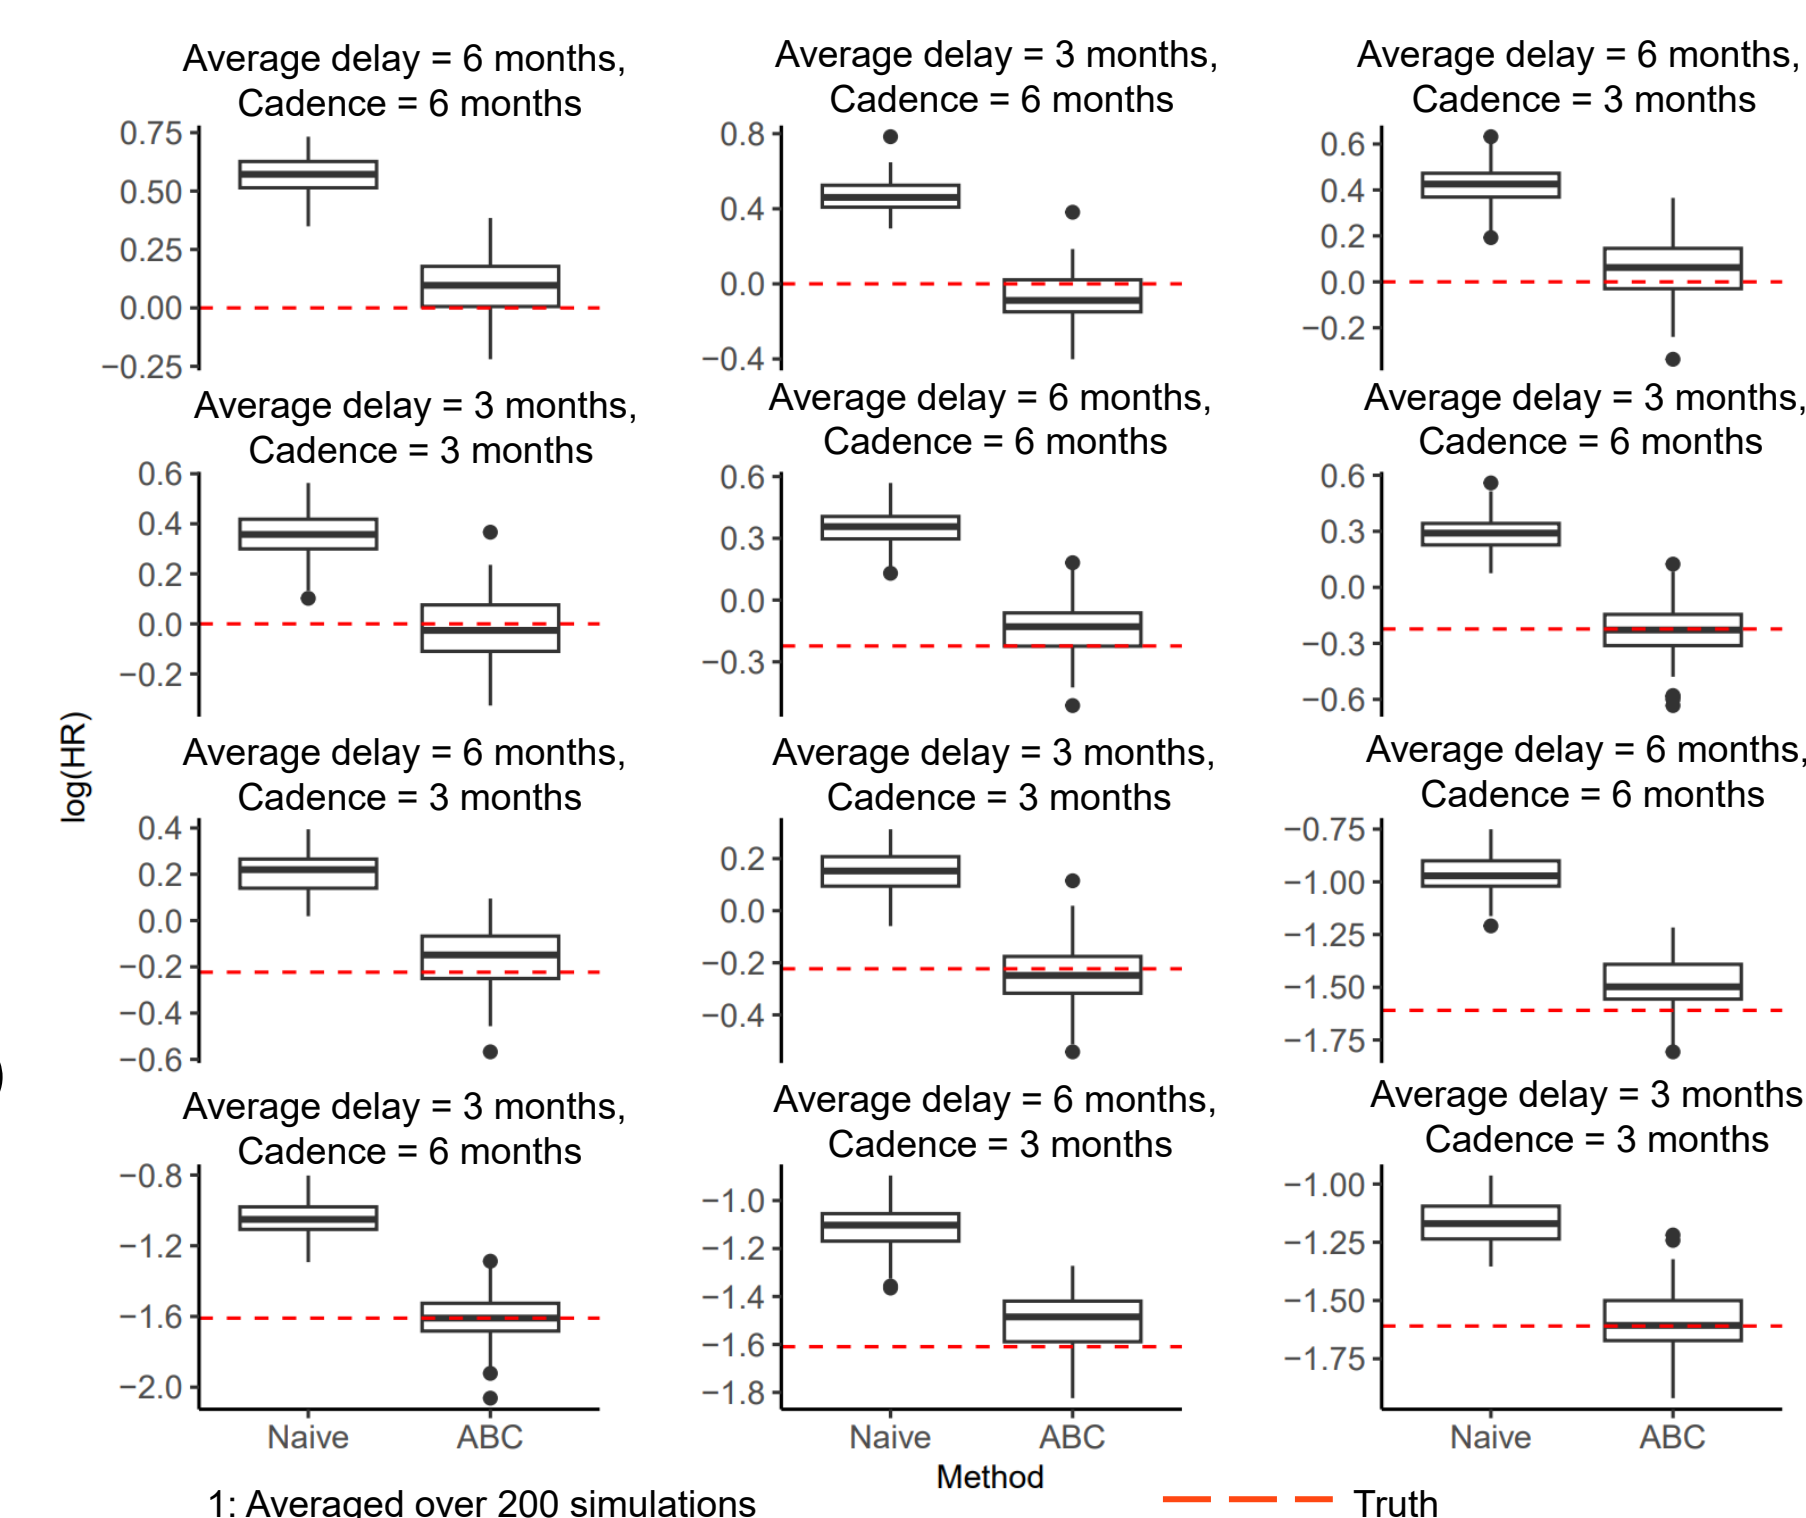 Average delay = 6 months,
Cadence = 6 months
0.75
0.50
0.25
0.00
−0.25
Average delay = 3 months,
Cadence = 6 months
0.8
0.4
0.0
−0.4
Average delay = 6 months,
Cadence = 3 months
0.6
0.4
0.2
0.0
−0.2
Average delay = 3 months,
Cadence = 3 months
0.6
0.4
0.2
0.0
−0.2
Average delay = 6 months,
Cadence = 6 months
0.6
0.3
0.0
−0.3
Average delay = 3 months,
Cadence = 6 months
0.6
0.3
0.0
−0.3
−0.6
log(HR)
Average delay = 6 months,
Cadence = 3 months
0.4
0.2
0.0
−0.2
−0.4
−0.6
Average delay = 3 months,
Cadence = 3 months
0.2
0.0
−0.2
−0.4
Average delay = 6 months,
Cadence = 6 months
−0.75
−1.00
−1.25
−1.50
−1.75
)
Average delay = 3 months,
Cadence = 6 months
−0.8
−1.2
−1.6
−2.0
Naive ABC
Average delay = 6 months,
Cadence = 3 months
−1.0
−1.2
−1.4
−1.6
−1.8
Naive ABC
Average delay = 3 months
Cadence = 3 months
−1.00
−1.25
−1.50
−1.75
Naive ABC
Method
1: Averaged over 200 simulations
Truth